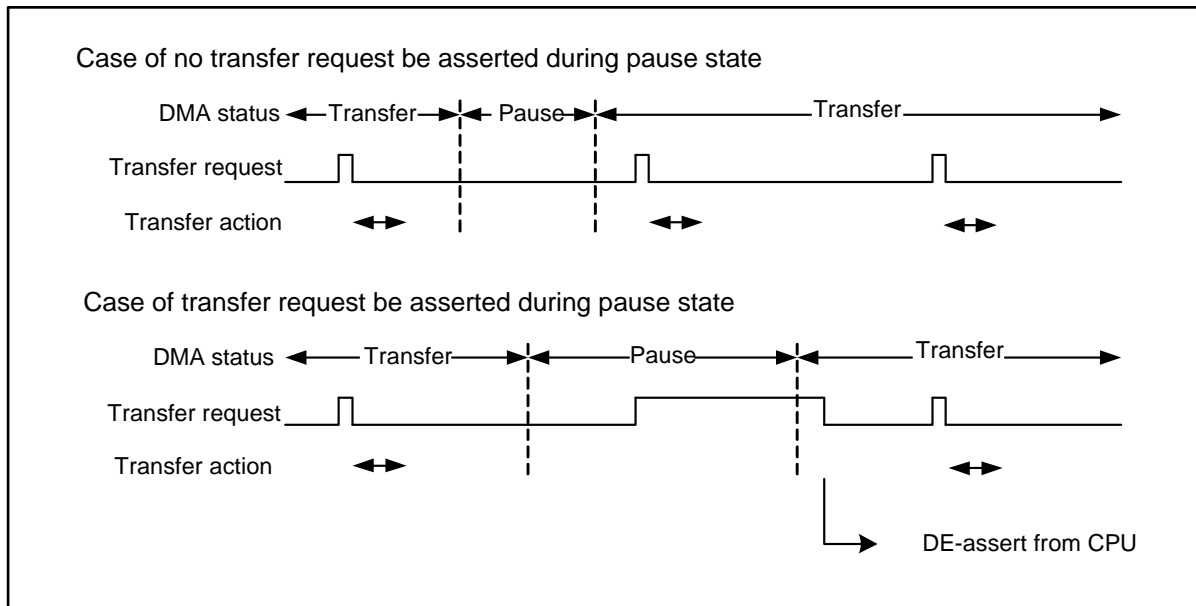 Case of no transfer request be asserted during pause state
DMA status Transfer Pause Transfer
Transfer request
Transfer action
Case of transfer request be asserted during pause state
DMA status Transfer Pause Transfer
Transfer request
Transfer action
DE-assert from CPU